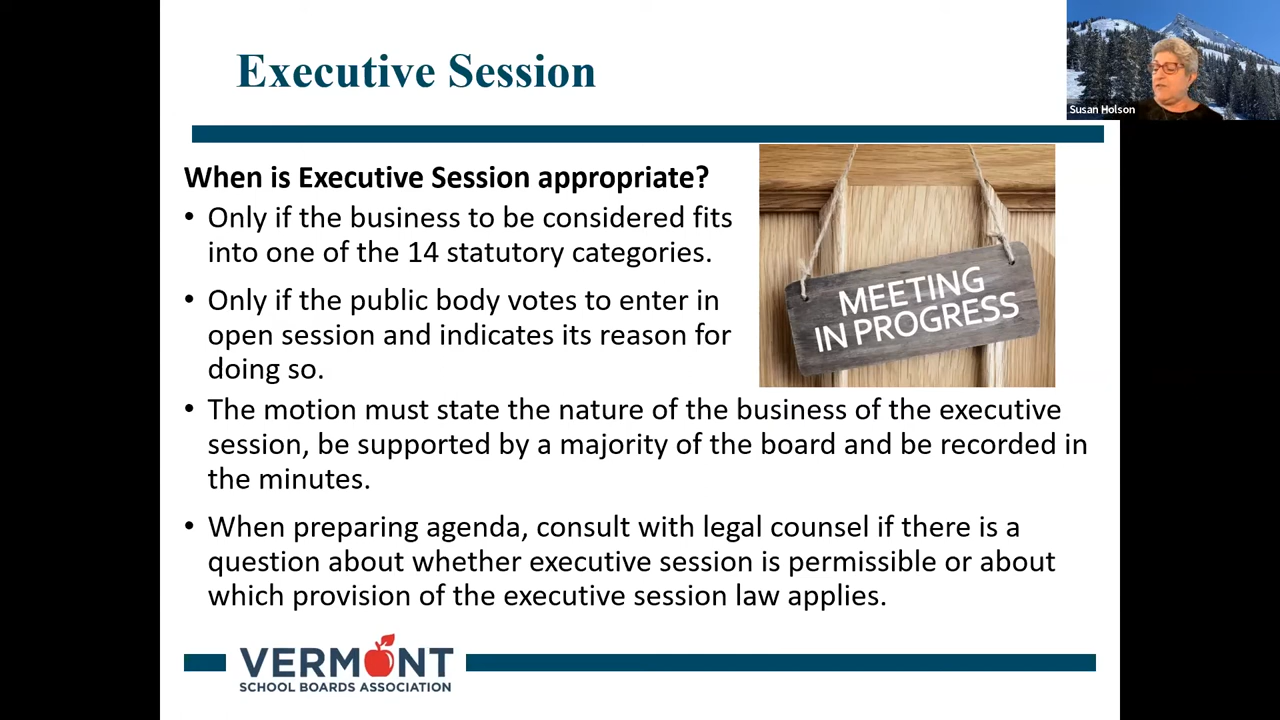 Executive Session
Susan Holson
When is Executive Session appropriate?
• Only if the business to be considered fits
into one of the 14 statutory categories.
• Only if the public body votes to enter in
open session and indicates its reason for
doing so.
MEETING
IN PROGRESS
• The motion must state the nature of the business of the executive
session, be supported by a majority of the board and be recorded in
the minutes.
• When preparing agenda, consult with legal counsel if there is a
question about whether executive session is permissible or about
which provision of the executive session law applies.
VERMONT
SCHOOL BOARDS ASSOCIATION